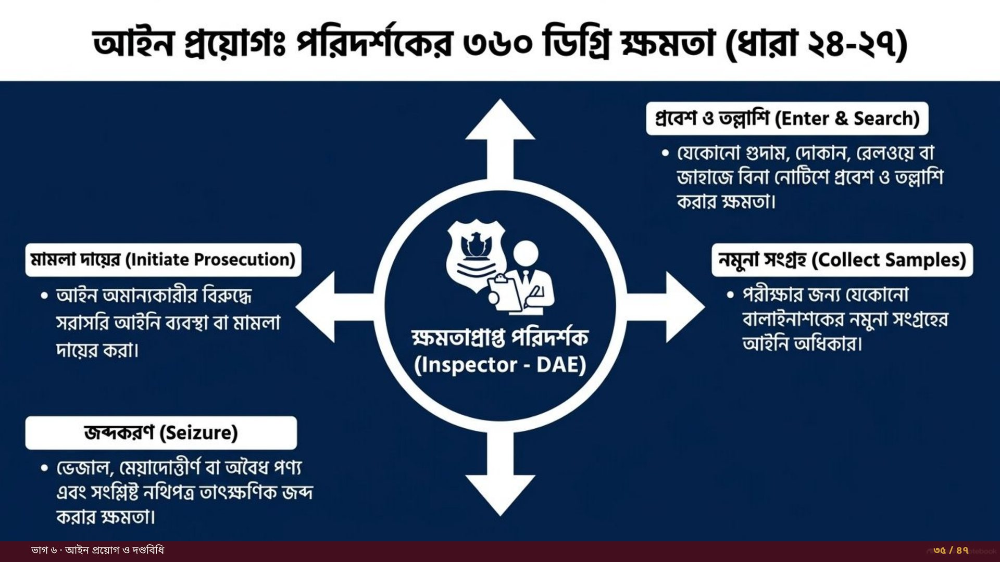 আইন প্রয়োগঃ পরিদর্শকের ৩৬০ ডিগ্রি ক্ষমতা (ধারা ২৪-২৭)
প্রবেশ ও তল্লাশি (Enter & Search)
• যেকোনো গুদাম, দোকান, রেলওয়ে বা
জাহাজে বিনা নোটিশে প্রবেশ ও তল্লাশি
করার ক্ষমতা।
মামলা দায়ের (Initiate Prosecution)
• আইন অমান্যকারীর বিরুদ্ধে
সরাসরি আইনি ব্যবস্থা বা মামলা
দায়ের করা।
নমুনা সংগ্রহ (Collect Samples)
• পরীক্ষার জন্য যেকোনো
বালাইনাশকের নমুনা সংগ্রহের
আইনি অধিকার।
ক্ষমতাপ্রাপ্ত পরিদর্শক
(Inspector - DAE)
জব্দকরণ (Seizure)
• ভেজাল, মেয়াদোত্তীর্ণ বা অবৈধ পণ্য
এবং সংশ্লিষ্ট নথিপত্র তাৎক্ষণিক জব্দ
করার ক্ষমতা।
ভাগ ৬ · আইন প্রয়োগ ও দণ্ডবিধি
৩৫ / ৪৭